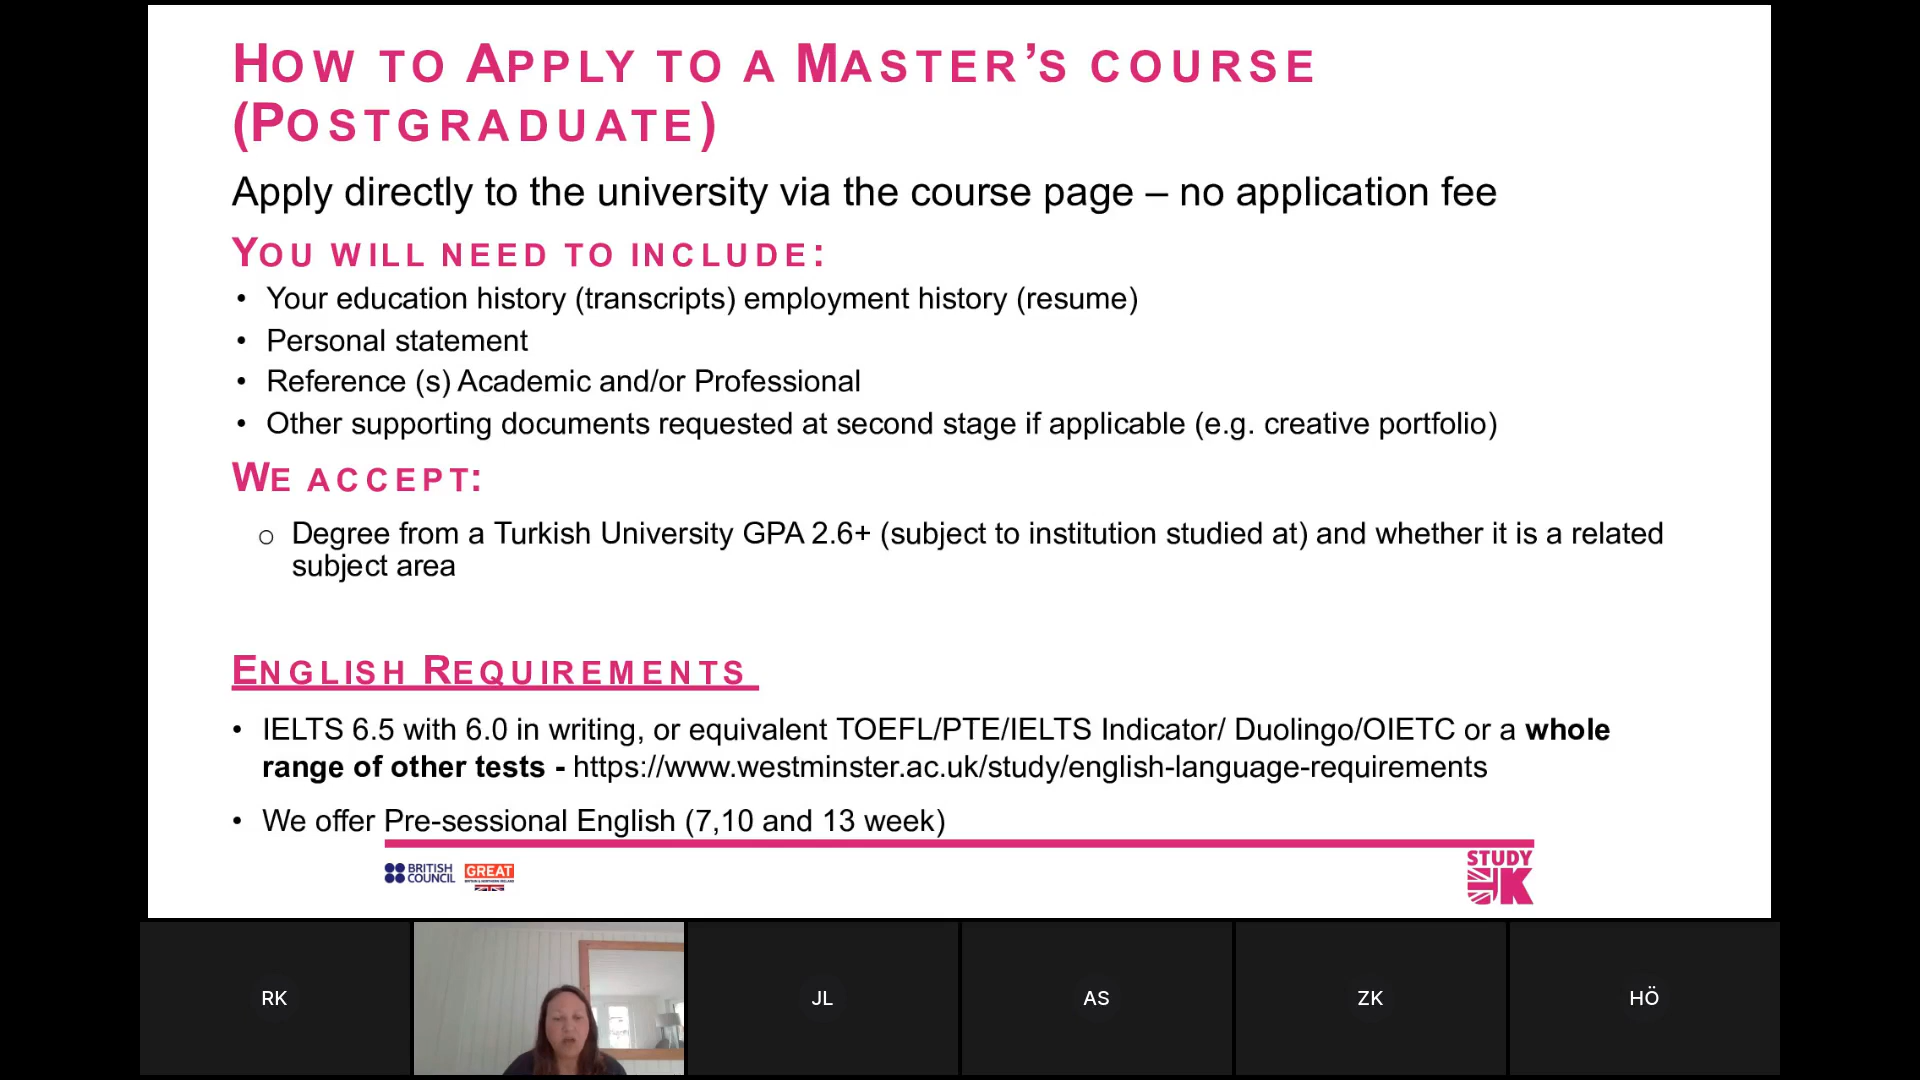 How to Apply to a Master’s course
(Postgraduate)
Apply directly to the university via the course page – no application fee
You will need to include:
• Your education history (transcripts) employment history (resume)
• Personal statement
• Reference (s) Academic and/or Professional
• Other supporting documents requested at second stage if applicable (e.g. creative portfolio)
We accept:
o Degree from a Turkish University GPA 2.6+ (subject to institution studied at) and whether it is a related
subject area
English Requirements
• IELTS 6.5 with 6.0 in writing, or equivalent TOEFL/PTE/IELTS Indicator/ Duolingo/OIETC or a whole
range of other tests - https://www.westminster.ac.uk/study/english-language-requirements
• We offer Pre-sessional English (7,10 and 13 week)
BRITISH
COUNCIL
GREAT
STUDY
UK
RK
JL
AS
ZK
HÖ